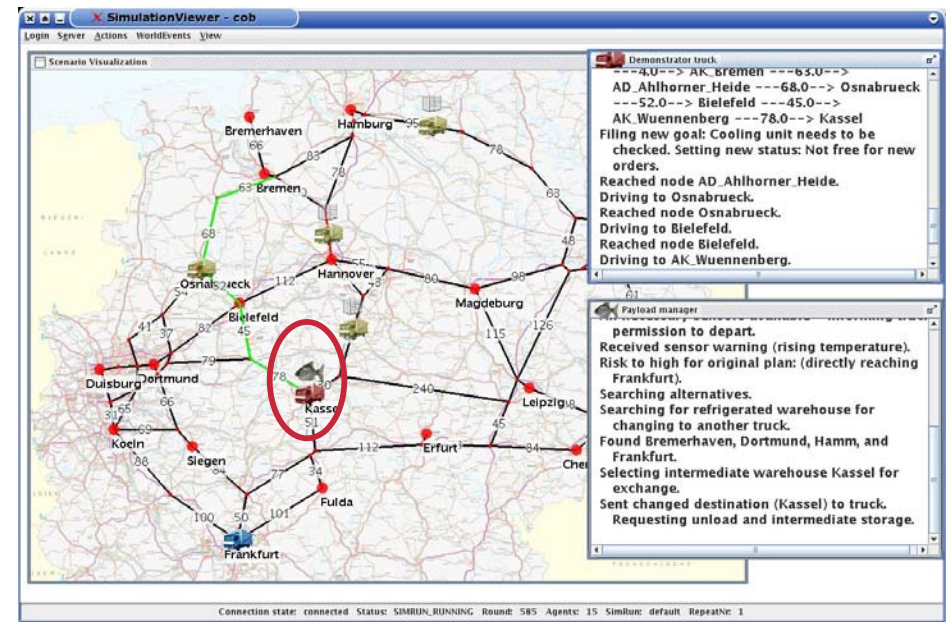 SimulationViewer - cob
Login Server Actions WorldEvents View
Scenario Visualization
Bremerhaven
Hamburg
95
66
83
78
78
63
Bremen
63
68
48
Osnabrueck
52
112
Hannover
55
43
80
98
54
Bielefeld
Magdeburg
61
41
37
82
45
115
126
79
78
30
Duisburg
Dortmund
Kassel
240
Leipzig
31
65
66
51
45
69
Koeln
112
Erfurt
84
Siegen
88
77
34
Fulda
100
50
101
Frankfurt
Demonstrator truck
---4.0--> AK_Bremen ---63.0-->
AD_Ahlhorner_Heide ---68.0--> Osnabrueck
---52.0--> Bielefeld ---45.0-->
AK_Wuennenberg ---78.0--> Kassel
Filing new goal: Cooling unit needs to be
checked. Setting new status: Not free for new
orders.
Reached node AD_Ahlhorner_Heide.
Driving to Osnabrueck.
Reached node Osnabrueck.
Driving to Bielefeld.
Reached node Bielefeld.
Driving to AK_Wuennenberg.
Payload manager
permission to depart.
Received sensor warning (rising temperature).
Risk to high for original plan: (directly reaching
Frankfurt).
Searching alternatives.
Searching for refrigerated warehouse for
changing to another truck.
Found Bremerhaven, Dortmund, Hamm, and
Frankfurt.
Selecting intermediate warehouse Kassel for
exchange.
Sent changed destination (Kassel) to truck.
Requesting unload and intermediate storage.
Connection state: connected Status: SIMRUN_RUNNING Round: 585 Agents: 15 SimRun: default RepeatNr: 1